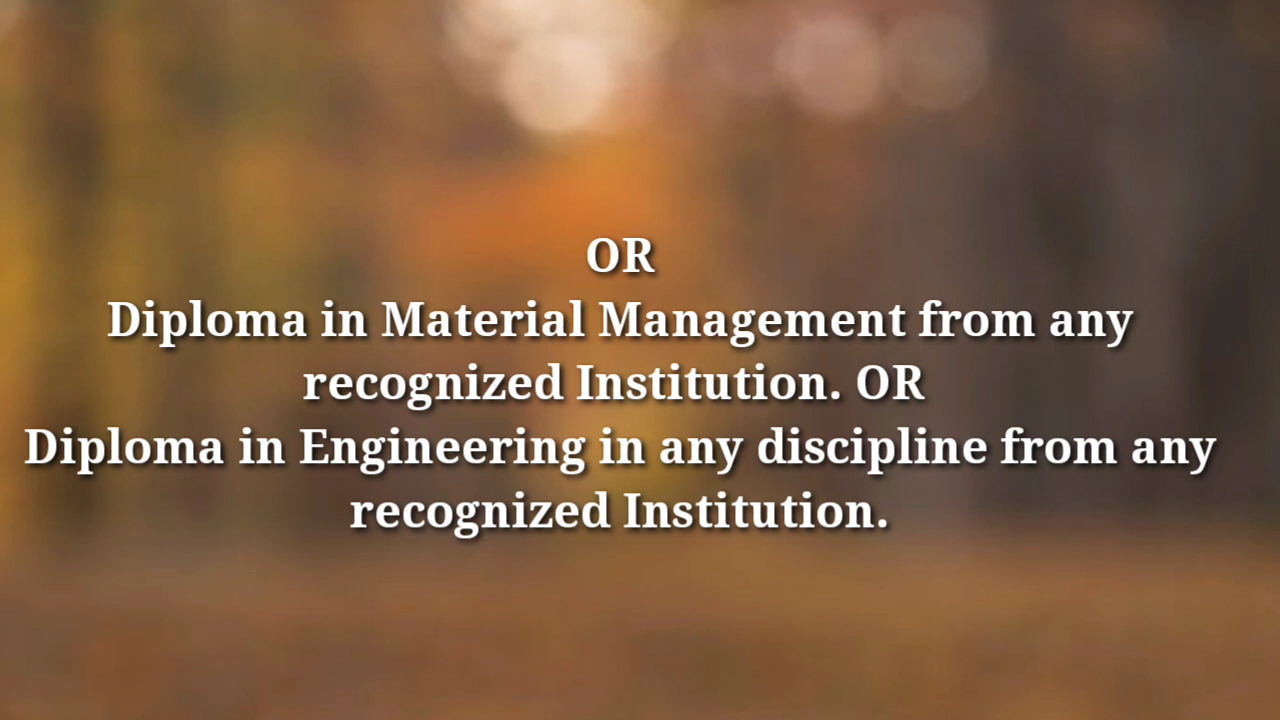 OR
Diploma in Material Management from any
recognized Institution. OR
Diploma in Engineering in any discipline from any
recognized Institution.